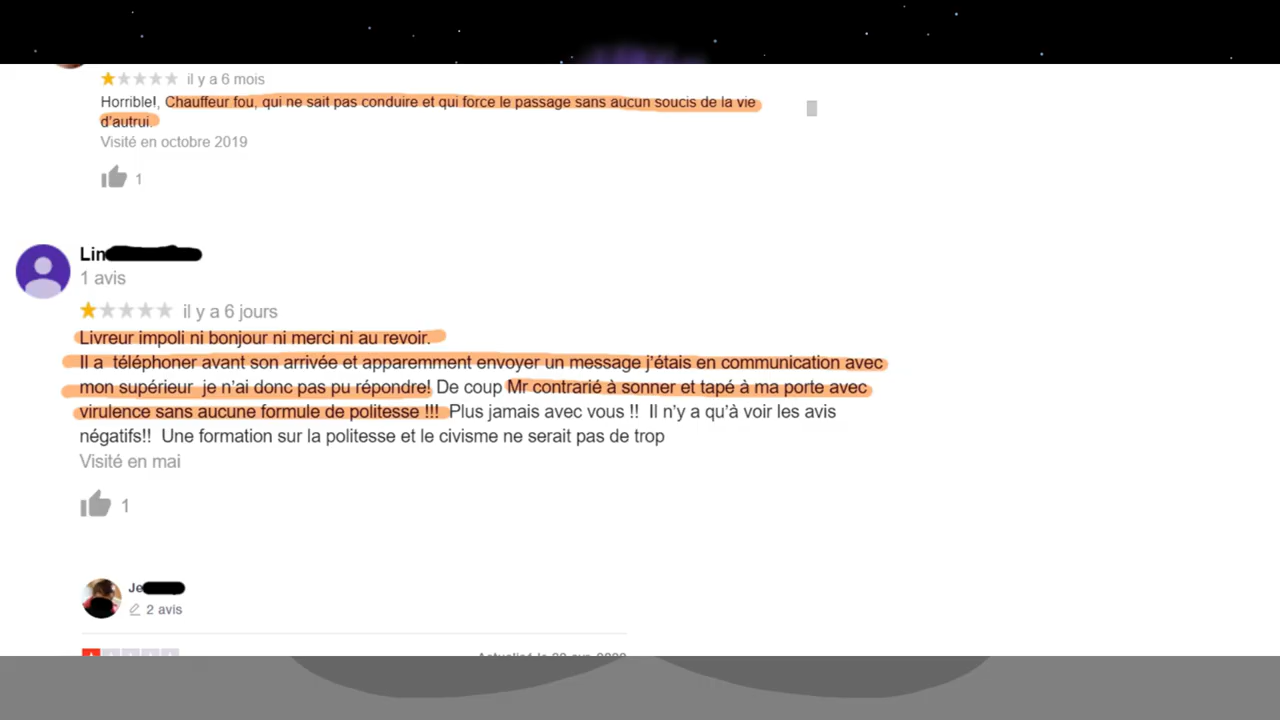 il y a 6 mois
Horrible!, Chauffeur fou, qui ne sait pas conduire et qui force le passage sans aucun soucis de la vie
d'autrui.
Visité en octobre 2019
1
Lin
1 avis
il y a 6 jours
Livreur impoli ni bonjour ni merci ni au revoir.
Il a téléphoner avant son arrivée et apparemment envoyer un message j'étais en communication avec
mon supérieur je n'ai donc pas pu répondre! De coup Mr contrarié à sonner et tapé à ma porte avec
virulence sans aucune formule de politesse !!! Plus jamais avec vous !! Il n'y a qu'à voir les avis
négatifs!! Une formation sur la politesse et le civisme ne serait pas de trop
Visité en mai
1
Je
2 avis
Actualisé le